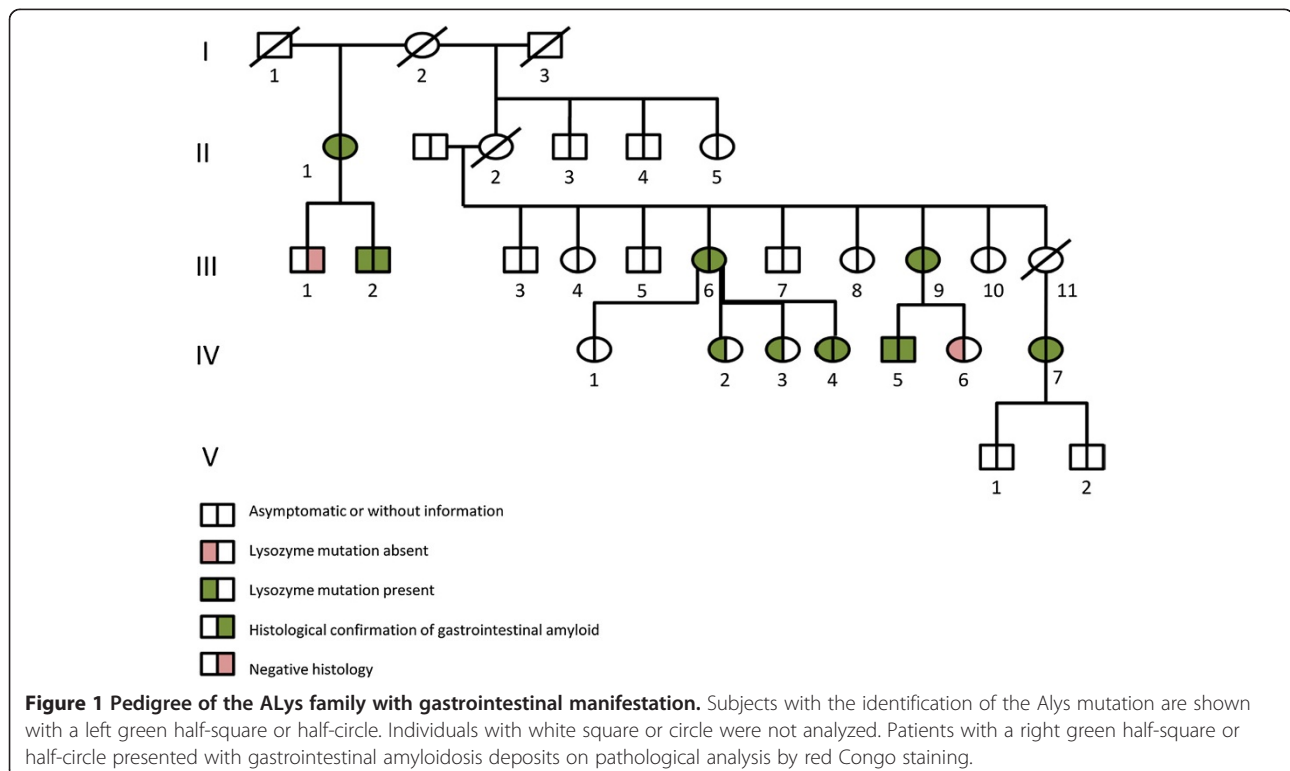 I
1 2 3
II
1 2 3 4 5
III
1 2 3 4 5 6 7 8 9 10 11
IV
1 2 3 4 5 6 7
V
1 2
Asymptomatic or without information
Lysozyme mutation absent
Lysozyme mutation present
Histological confirmation of gastrointestinal amyloid
Negative histology
Figure 1 Pedigree of the ALys family with gastrointestinal manifestation. Subjects with the identification of the Alys mutation are shown
with a left green half-square or half-circle. Individuals with white square or circle were not analyzed. Patients with a right green half-square or
half-circle presented with gastrointestinal amyloidosis deposits on pathological analysis by red Congo staining.